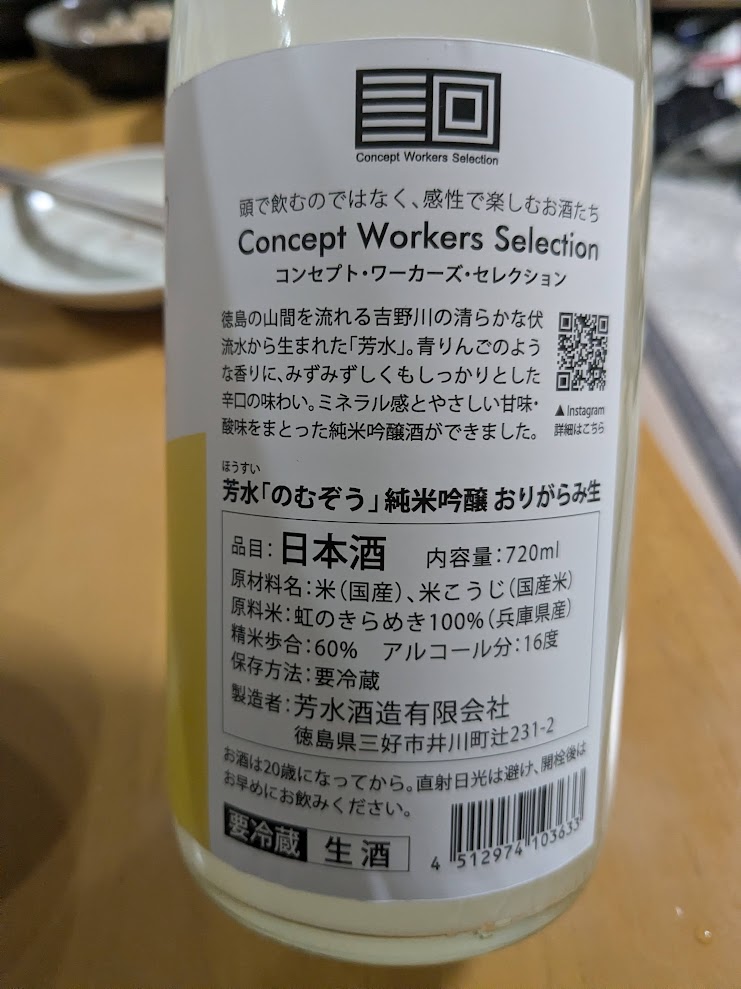 Concept Workers Selection
頭で飲むのではなく、感性で楽しむお酒たち
Concept Workers Selection
コンセプト・ワーカーズ・セレクション
徳島の山間を流れる吉野川の清らかな伏
流水から生まれた「芳水」。青りんごのよう
な香りに、みずみずしくもしっかりとした
辛口の味わい。ミネラル感とやさしい甘味・
酸味をまとった純米吟醸酒ができました。
▲Instagram
詳細はこちら
ほうすい
芳水「のむぞう」純米吟醸 おりがらみ生
品目：日本酒 内容量：720ml
原材料名：米（国産）、米こうじ（国産米）
原料米：虹のきらめき100%（兵庫県産）
精米歩合：60% アルコール分：16度
保存方法：要冷蔵
製造者：芳水酒造有限会社
徳島県三好市井川町辻231-2
お酒は20歳になってから。直射日光は避け、開栓後は
お早めにお飲みください。
要冷蔵 生酒
4 512974 103633